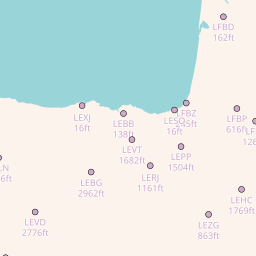 LFBD
162ft
LEXJ
16ft
LEBB
138ft
LESO
16ft
LFBZ
245ft
LFBP
616ft
LEVT
1682ft
LEPP
1504ft
LERJ
1161ft
LEBG
2962ft
LEHC
1769ft
LEVD
2776ft
LEZG
863ft